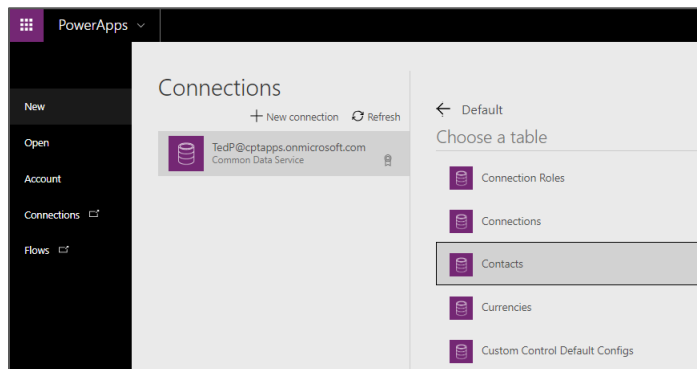 PowerApps
New
Open
Account
Connections
Flows
Connections
New connection Refresh
TedP@cptapps.onmicrosoft.com
Common Data Service
Default
Choose a table
Connection Roles
Connections
Contacts
Currencies
Custom Control Default Configs